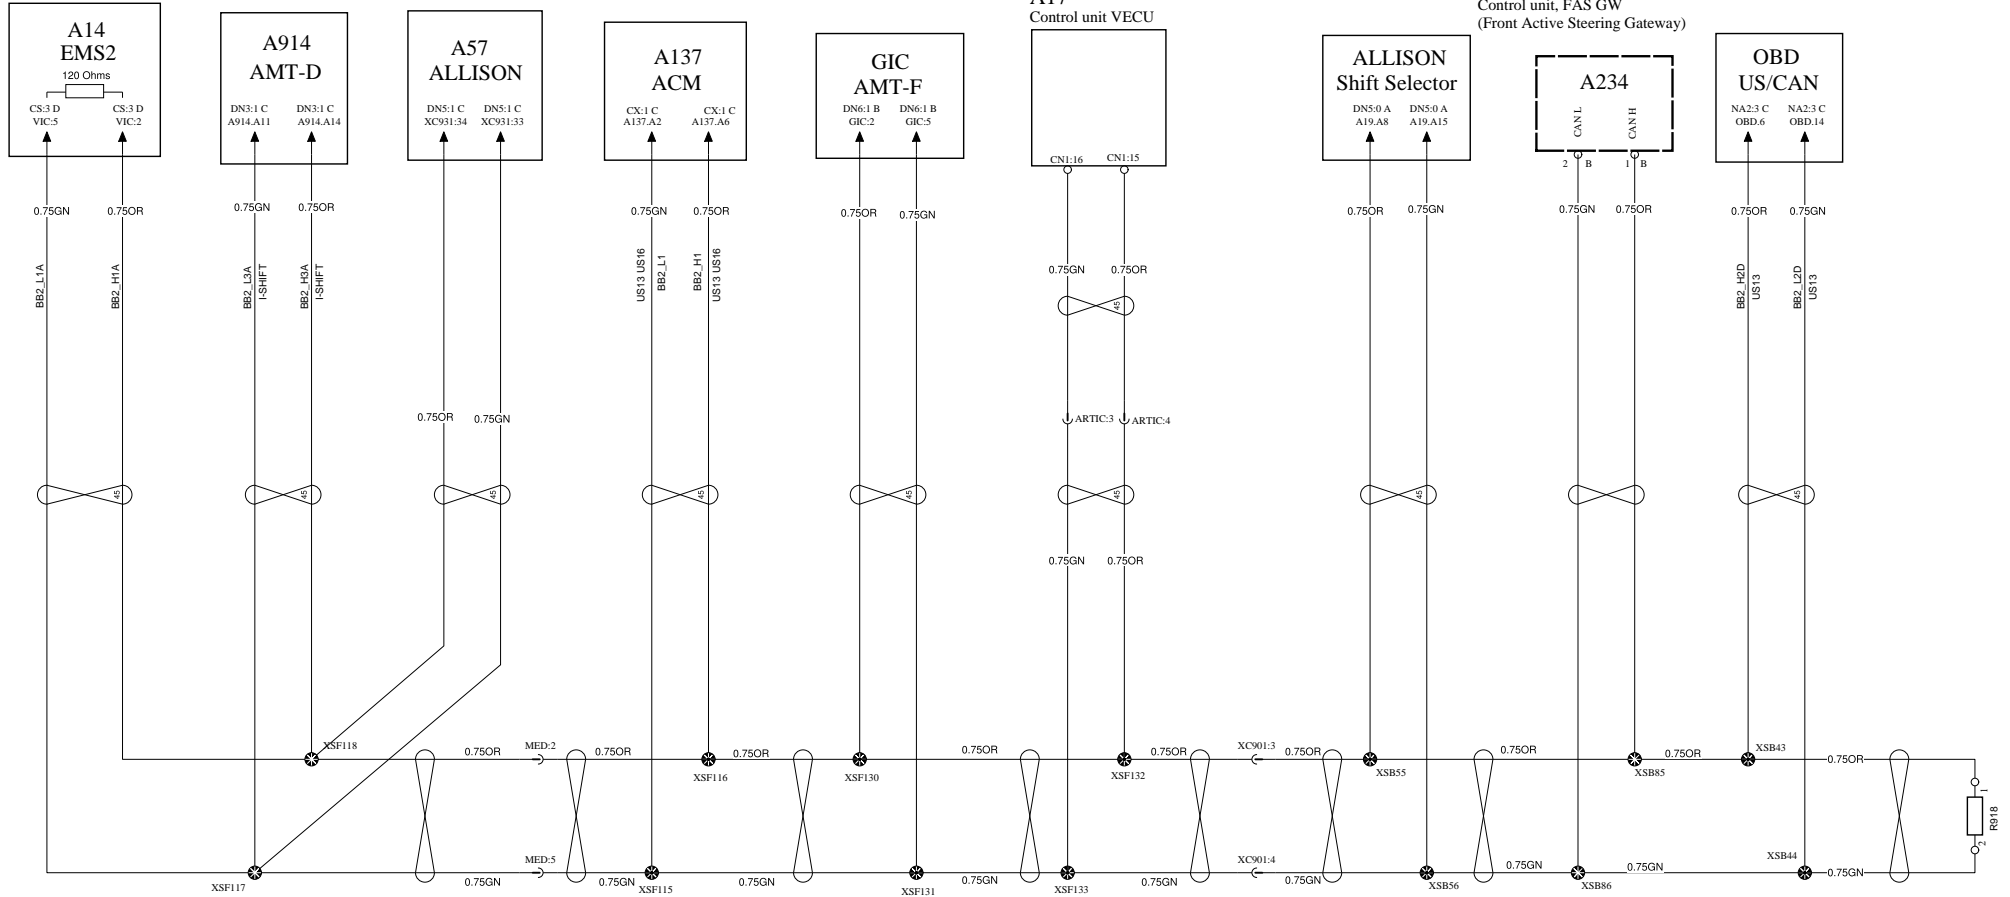 A14
EMS2
120 Ohms
CS:3 D
VIC:5
CS:3 D
VIC:2
A914
AMT-D
DN3:1 C
A914.A11
DN3:1 C
A914.A14
A57
ALLISON
DN5:1 C
XC931:34
DN5:1 C
XC931:33
A137
ACM
CX:1 C
A137.A2
CX:1 C
A137.A6
GIC
AMT-F
DN6:1 B
GIC:2
DN6:1 B
GIC:5
Control unit VECU
CN1:16
CN1:15
ALLISON
Shift Selector
DN5:0 A
A19.A8
DN5:0 A
A19.A15
Control unit, FAS GW
(Front Active Steering Gateway)
A234
CAN L
CAN H
2
B
1
B
OBD
US/CAN
NA2:3 C
OBD.6
NA2:3 C
OBD.14
0.75GN
0.75OR
0.75GN
0.75OR
0.75GN
0.75OR
0.75OR
0.75GN
0.75OR
0.75GN
0.75GN
0.75OR
0.75OR
0.75GN
BB2_L1A
BB2_H1A
BB2_L3A
I-SHIFT
BB2_H3A
I-SHIFT
US13 US16
BB2_L1
BB2_H1
US13 US16
0.75GN
0.75OR
45
BB2_H2D
US13
BB2_L2D
US13
0.75OR
0.75GN
ARTIC:3
ARTIC:4
45
45
45
45
45
45
45
45
0.75GN
0.75OR
XSF118
0.75OR
MED:2
0.75OR
XSF116
0.75OR
XSF130
0.75OR
XSF132
0.75OR
XC901:3
0.75OR
XSB55
0.75OR
XSB85
0.75OR
XSB43
0.75OR
1
R918
2
XSF117
0.75GN
MED:5
0.75GN
XSF115
0.75GN
XSF131
0.75GN
XSF133
0.75GN
XC901:4
0.75GN
XSB56
0.75GN
XSB86
0.75GN
XSB44
0.75GN